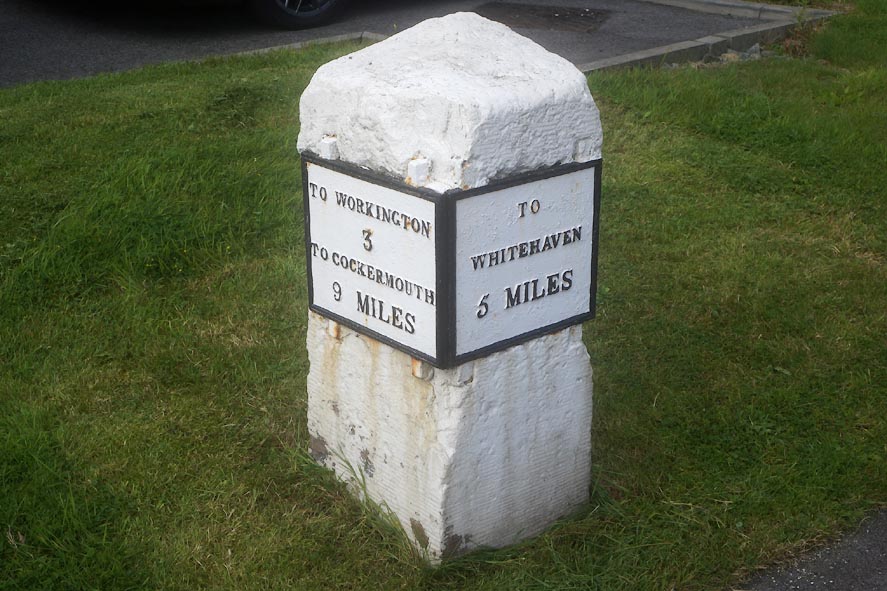 TO WORKINGTON
3
TO COCKERMOUTH
9 MILES
TO
WHITEHAVEN
5 MILES